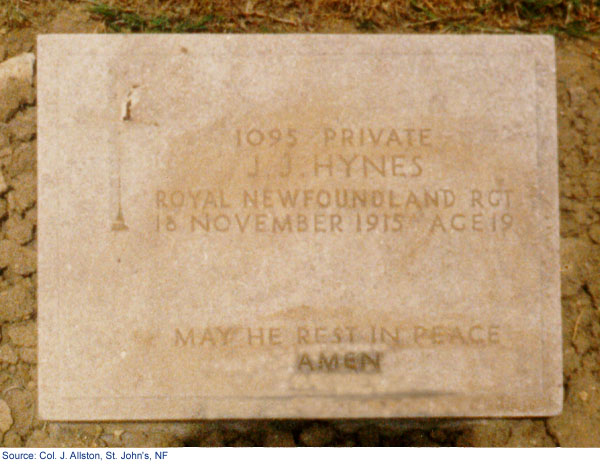 1095 PRIVATE
J. J. HYNES
ROYAL NEWFOUNDLAND RGT
18 NOVEMBER 1915 AGE 19
MAY HE REST IN PEACE
AMEN
Source: Col. J. Allston, St. John's, NF